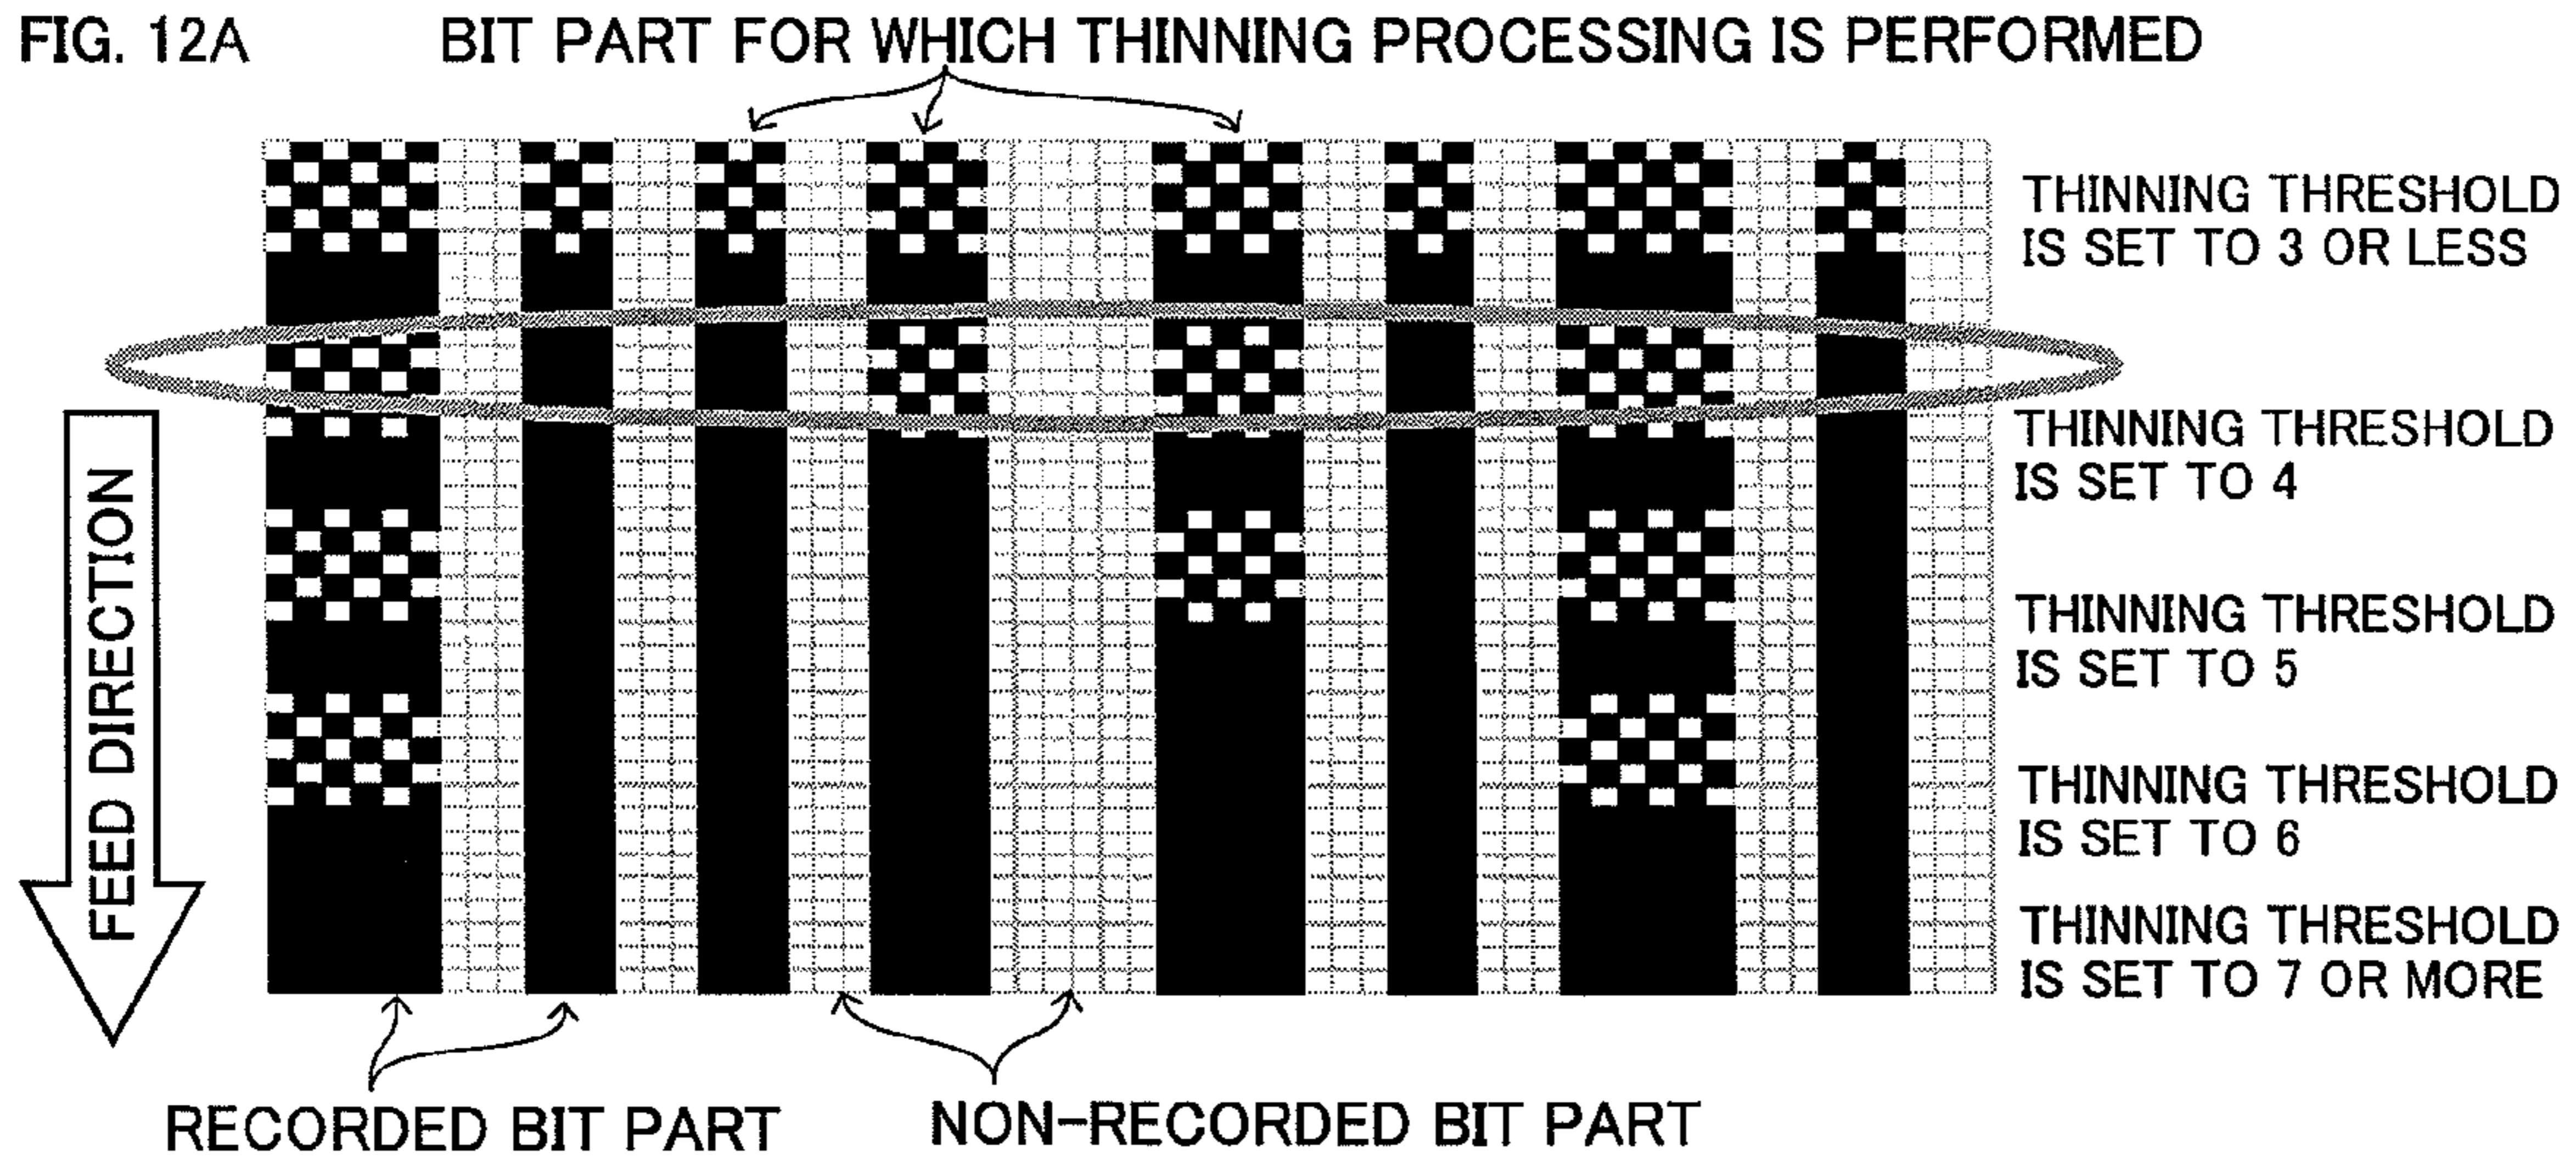 FIG. 12A
BIT PART FOR WHICH THINNING PROCESSING IS PERFORMED
THINNING THRESHOLD
IS SET TO 3 OR LESS
THINNING THRESHOLD
IS SET TO 4
THINNING THRESHOLD
IS SET TO 5
THINNING THRESHOLD
IS SET TO 6
THINNING THRESHOLD
IS SET TO 7 OR MORE
FEED DIRECTION
RECORDED BIT PART
NON-RECORDED BIT PART